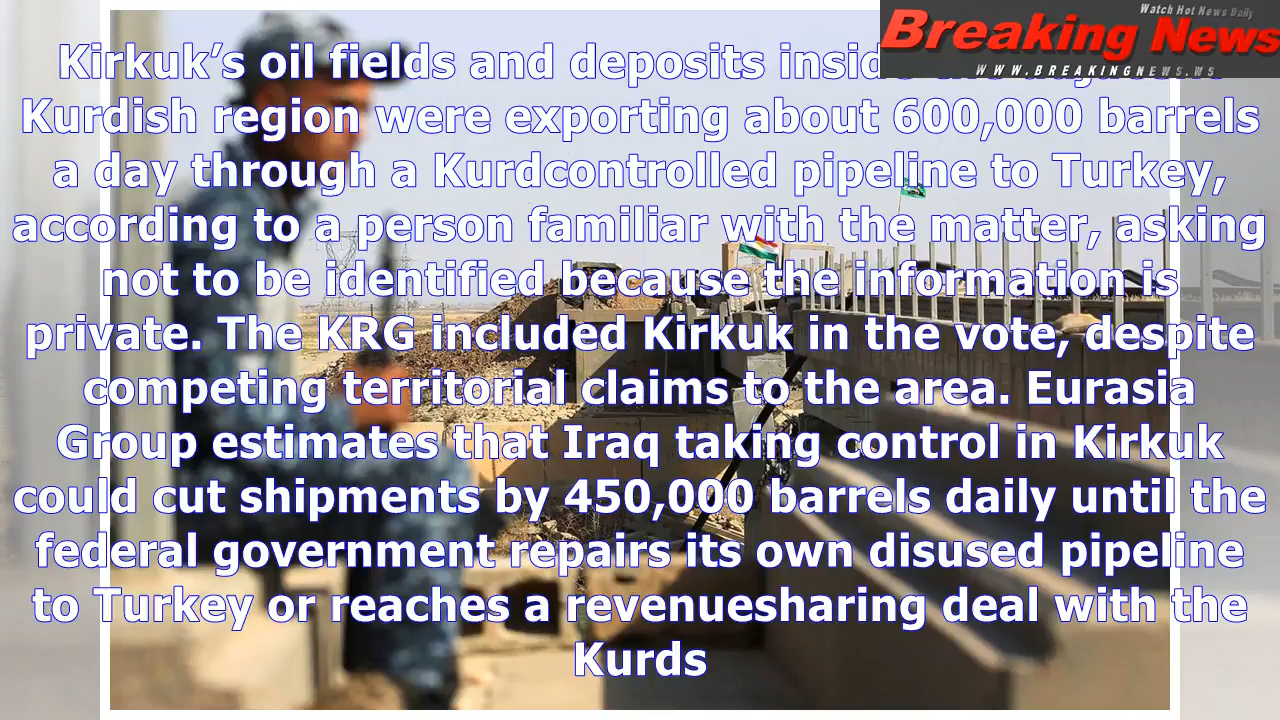 Watch Hot News Daily
Breaking News
WWW.BREAKINGNEWS.WS
Kirkuk’s oil fields and deposits
Kurdish region were exporting about 600,000 barrels
a day through a Kurdcontrolled pipeline to Turkey,
according to a person familiar with the matter, asking
not to be identified because the information is
private. The KRG included Kirkuk in the vote, despite
competing territorial claims to the area. Eurasia
Group estimates that Iraq taking control in Kirkuk
could cut shipments by 450,000 barrels daily until the
federal government repairs its own disused pipeline
to Turkey or reaches a revenuesharing deal with the
Kurds